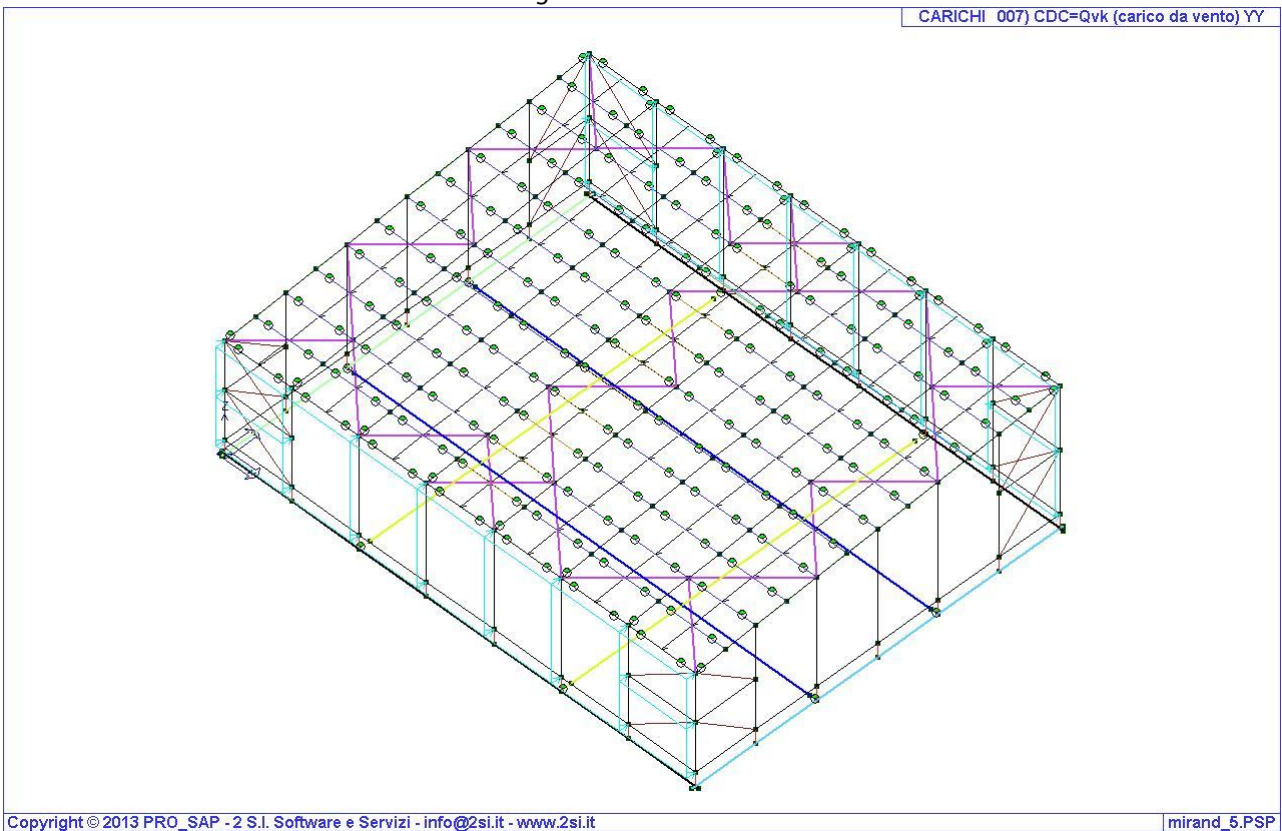 CARICHI 007) CDC=Qvk (carico da vento) YY
Copyright © 2013 PRO_SAP - 2 S.I. Software e Servizi - info@2si.it - www.2si.it
mirand_5.PSP